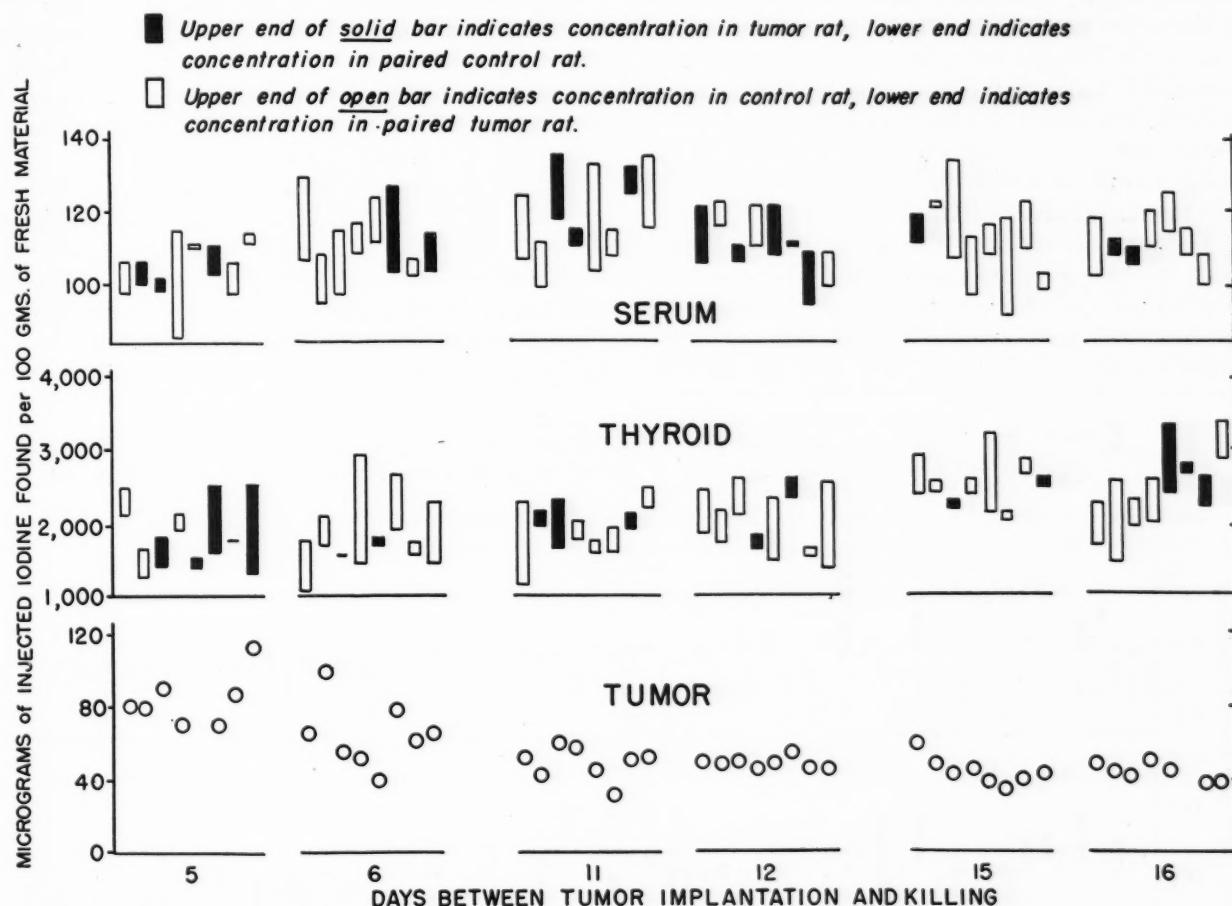 Upper end of solid bar indicates concentration in tumor rat, lower end indicates
concentration in paired control rat.
Upper end of open bar indicates concentration in control rat, lower end indicates
concentration in paired tumor rat.
MICROGRAMS of INJECTED IODINE FOUND per 100 GMS. of FRESH MATERIAL
140
120
100
SERUM
4,000
3,000
2,000
1,000
THYROID
120
80
40
0
TUMOR
5 6 11 12 15 16
DAYS BETWEEN TUMOR IMPLANTATION AND KILLING